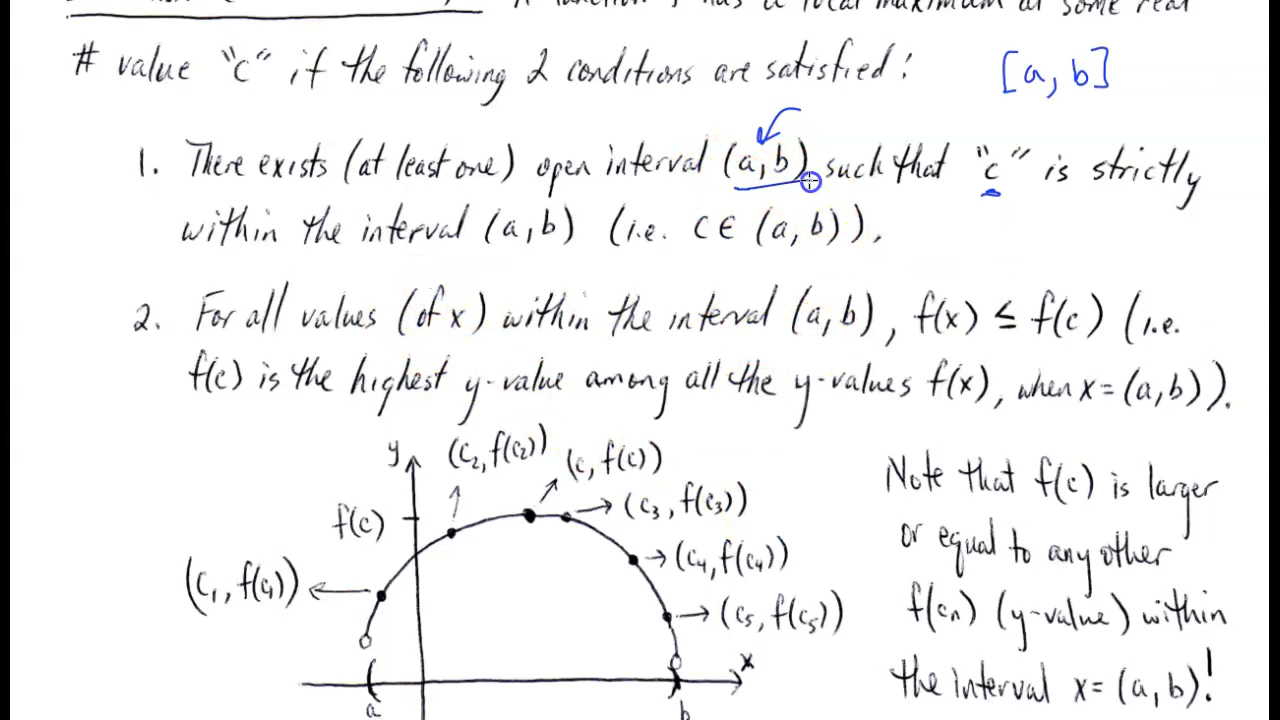 # value "c" if the following 2 conditions are satisfied: [a, b]
1. There exists (at least one) open interval (a,b) such that "c" is strictly
within the interval (a,b) (i.e. c ∈ (a, b)).
2. For all values (of x) within the interval (a,b), f(x) ≤ f(c) (i.e.
f(c) is the highest y-value among all the y-values f(x), when x = (a,b)).
y
(c₂, f(c₂)) (c, f(c))
f(c) (c₃, f(c₃))
(c₁, f(c₁)) (c₄, f(c₄))
(c₅, f(c₅))
x
a b
Note that f(c) is larger
or equal to any other
f(cₙ) (y-value) within
the interval x = (a,b)!